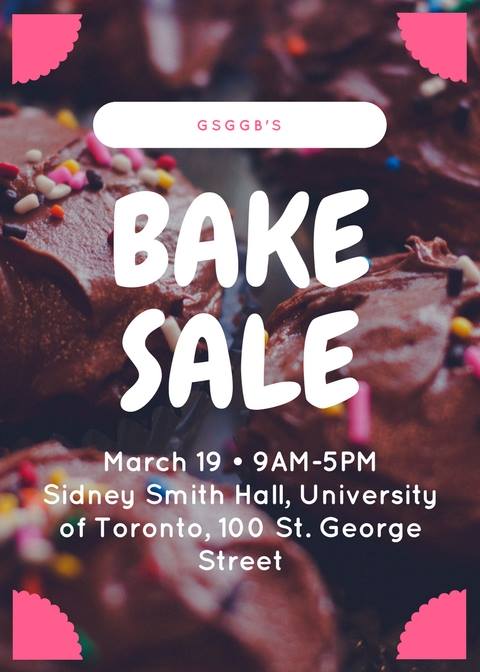 GSGGB'S
BAKE
SALE
March 19 • 9AM-5PM
Sidney Smith Hall, University
of Toronto, 100 St. George
Street